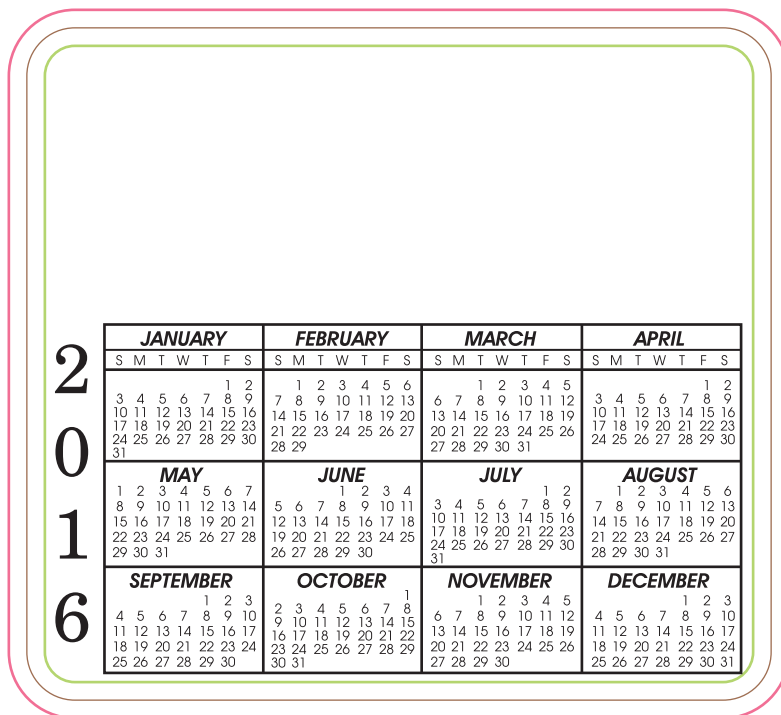 2016
JANUARY
S M T W T F S
1 2
3 4 5 6 7 8 9
10 11 12 13 14 15 16
17 18 19 20 21 22 23
24 25 26 27 28 29 30
31
FEBRUARY
S M T W T F S
1 2 3 4 5 6
7 8 9 10 11 12 13
14 15 16 17 18 19 20
21 22 23 24 25 26 27
28 29
MARCH
S M T W T F S
1 2 3 4 5
6 7 8 9 10 11 12
13 14 15 16 17 18 19
20 21 22 23 24 25 26
27 28 29 30 31
APRIL
S M T W T F S
1 2
3 4 5 6 7 8 9
10 11 12 13 14 15 16
17 18 19 20 21 22 23
24 25 26 27 28 29 30
MAY
1 2 3 4 5 6 7
8 9 10 11 12 13 14
15 16 17 18 19 20 21
22 23 24 25 26 27 28
29 30 31
JUNE
1 2 3 4
5 6 7 8 9 10 11
12 13 14 15 16 17 18
19 20 21 22 23 24 25
26 27 28 29 30
JULY
1 2
3 4 5 6 7 8 9
10 11 12 13 14 15 16
17 18 19 20 21 22 23
24 25 26 27 28 29 30
31
AUGUST
1 2 3 4 5 6
7 8 9 10 11 12 13
14 15 16 17 18 19 20
21 22 23 24 25 26 27
28 29 30 31
SEPTEMBER
1 2 3
4 5 6 7 8 9 10
11 12 13 14 15 16 17
18 19 20 21 22 23 24
25 26 27 28 29 30
OCTOBER
1
2 3 4 5 6 7 8
9 10 11 12 13 14 15
16 17 18 19 20 21 22
23 24 25 26 27 28 29
30 31
NOVEMBER
1 2 3 4 5
6 7 8 9 10 11 12
13 14 15 16 17 18 19
20 21 22 23 24 25 26
27 28 29 30
DECEMBER
1 2 3
4 5 6 7 8 9 10
11 12 13 14 15 16 17
18 19 20 21 22 23 24
25 26 27 28 29 30 31